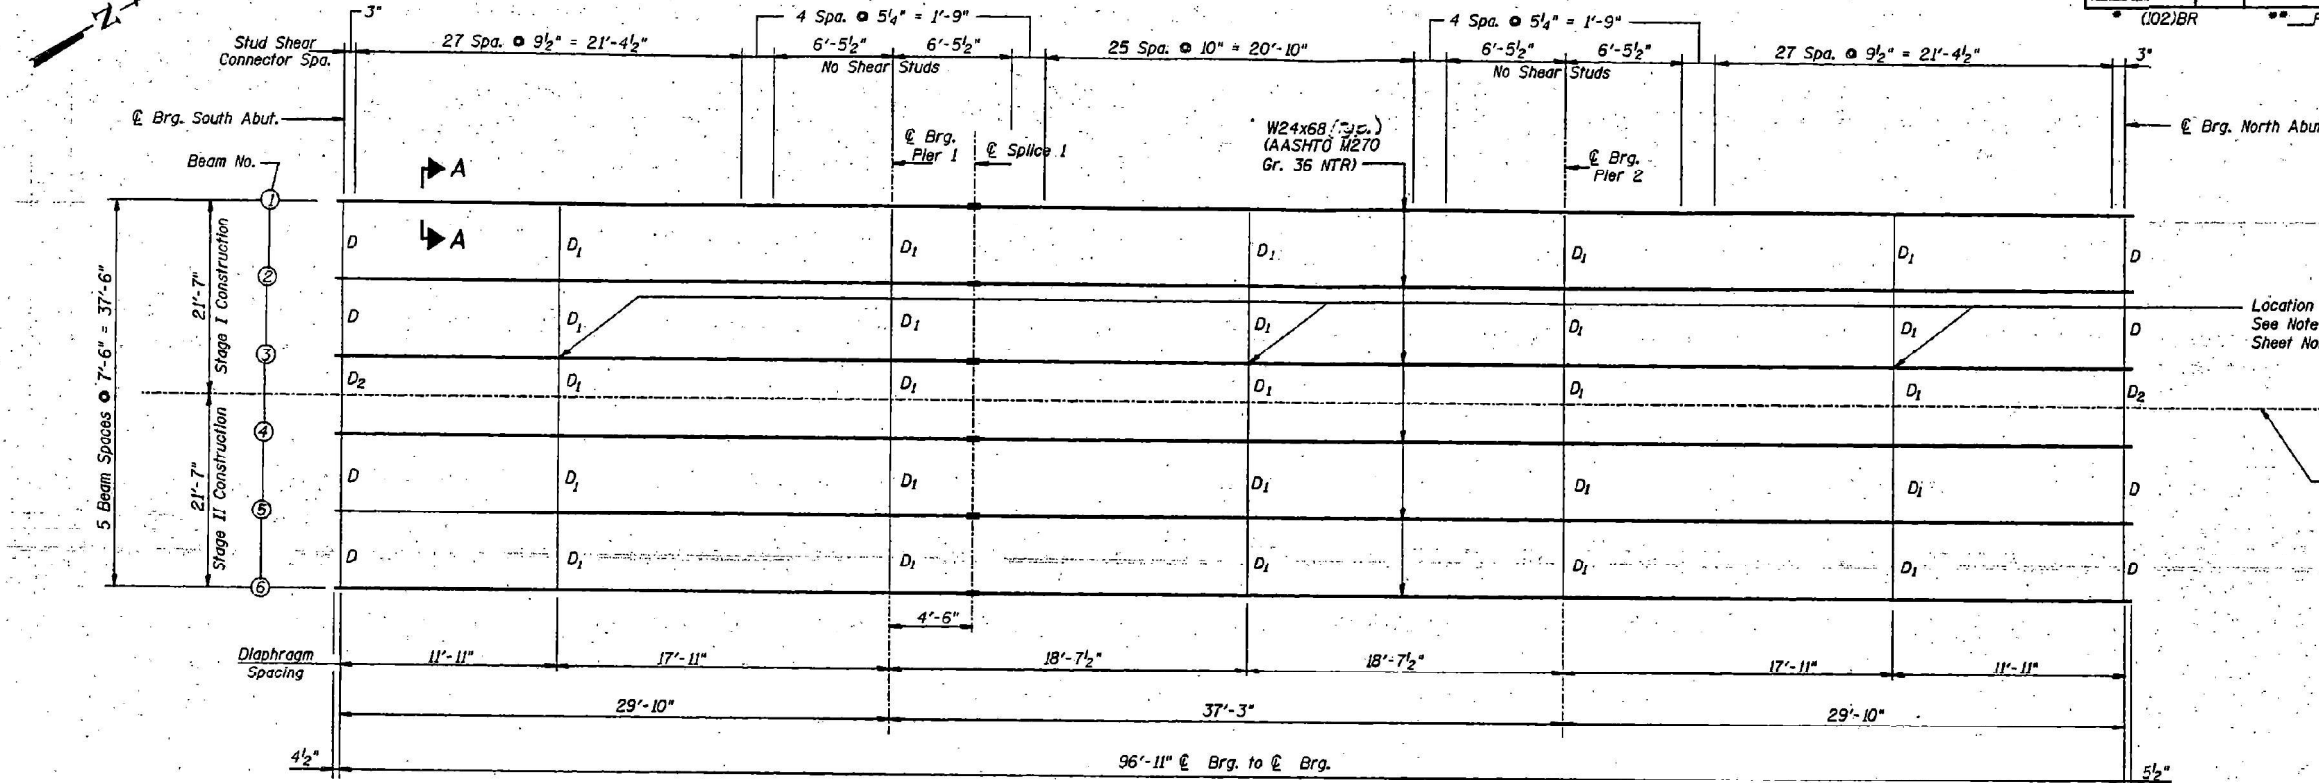 N
(102)BR
**
3"
4 Spa. @ 5¼" = 1'-9"
4 Spa. @ 5¼" = 1'-9"
Stud Shear
Connector Spa.
27 Spa. @ 9½" = 21'-4½"
6'-5½"
6'-5½"
No Shear Studs
25 Spa. @ 10" = 20'-10"
6'-5½"
6'-5½"
No Shear Studs
27 Spa. @ 9½" = 21'-4½"
3"
℄ Brg. South Abut.
℄ Brg. North Abut
Beam No.
A
A
℄ Brg.
Pier 1
℄ Splice 1
W24x68 (Typ.)
(AASHTO M270
Gr. 36 NTR)
℄ Brg.
Pier 2
1
2
3
4
5
6
5 Beam Spaces @ 7'-6" = 37'-6"
21'-7"
Stage I Construction
21'-7"
Stage II Construction
D D1 D1 D1 D1 D1 D
D D1 D1 D1 D1 D1 D
D2 D1 D1 D1 D1 D1 D2
D D1 D1 D1 D1 D1 D
D D1 D1 D1 D1 D1 D
Location
See Note
Sheet No.
4'-6"
Diaphragm
Spacing
11'-11"
17'-11"
18'-7½"
18'-7½"
17'-11"
11'-11"
29'-10"
37'-3"
29'-10"
4½"
96'-11" ℄ Brg. to ℄ Brg.
5½"